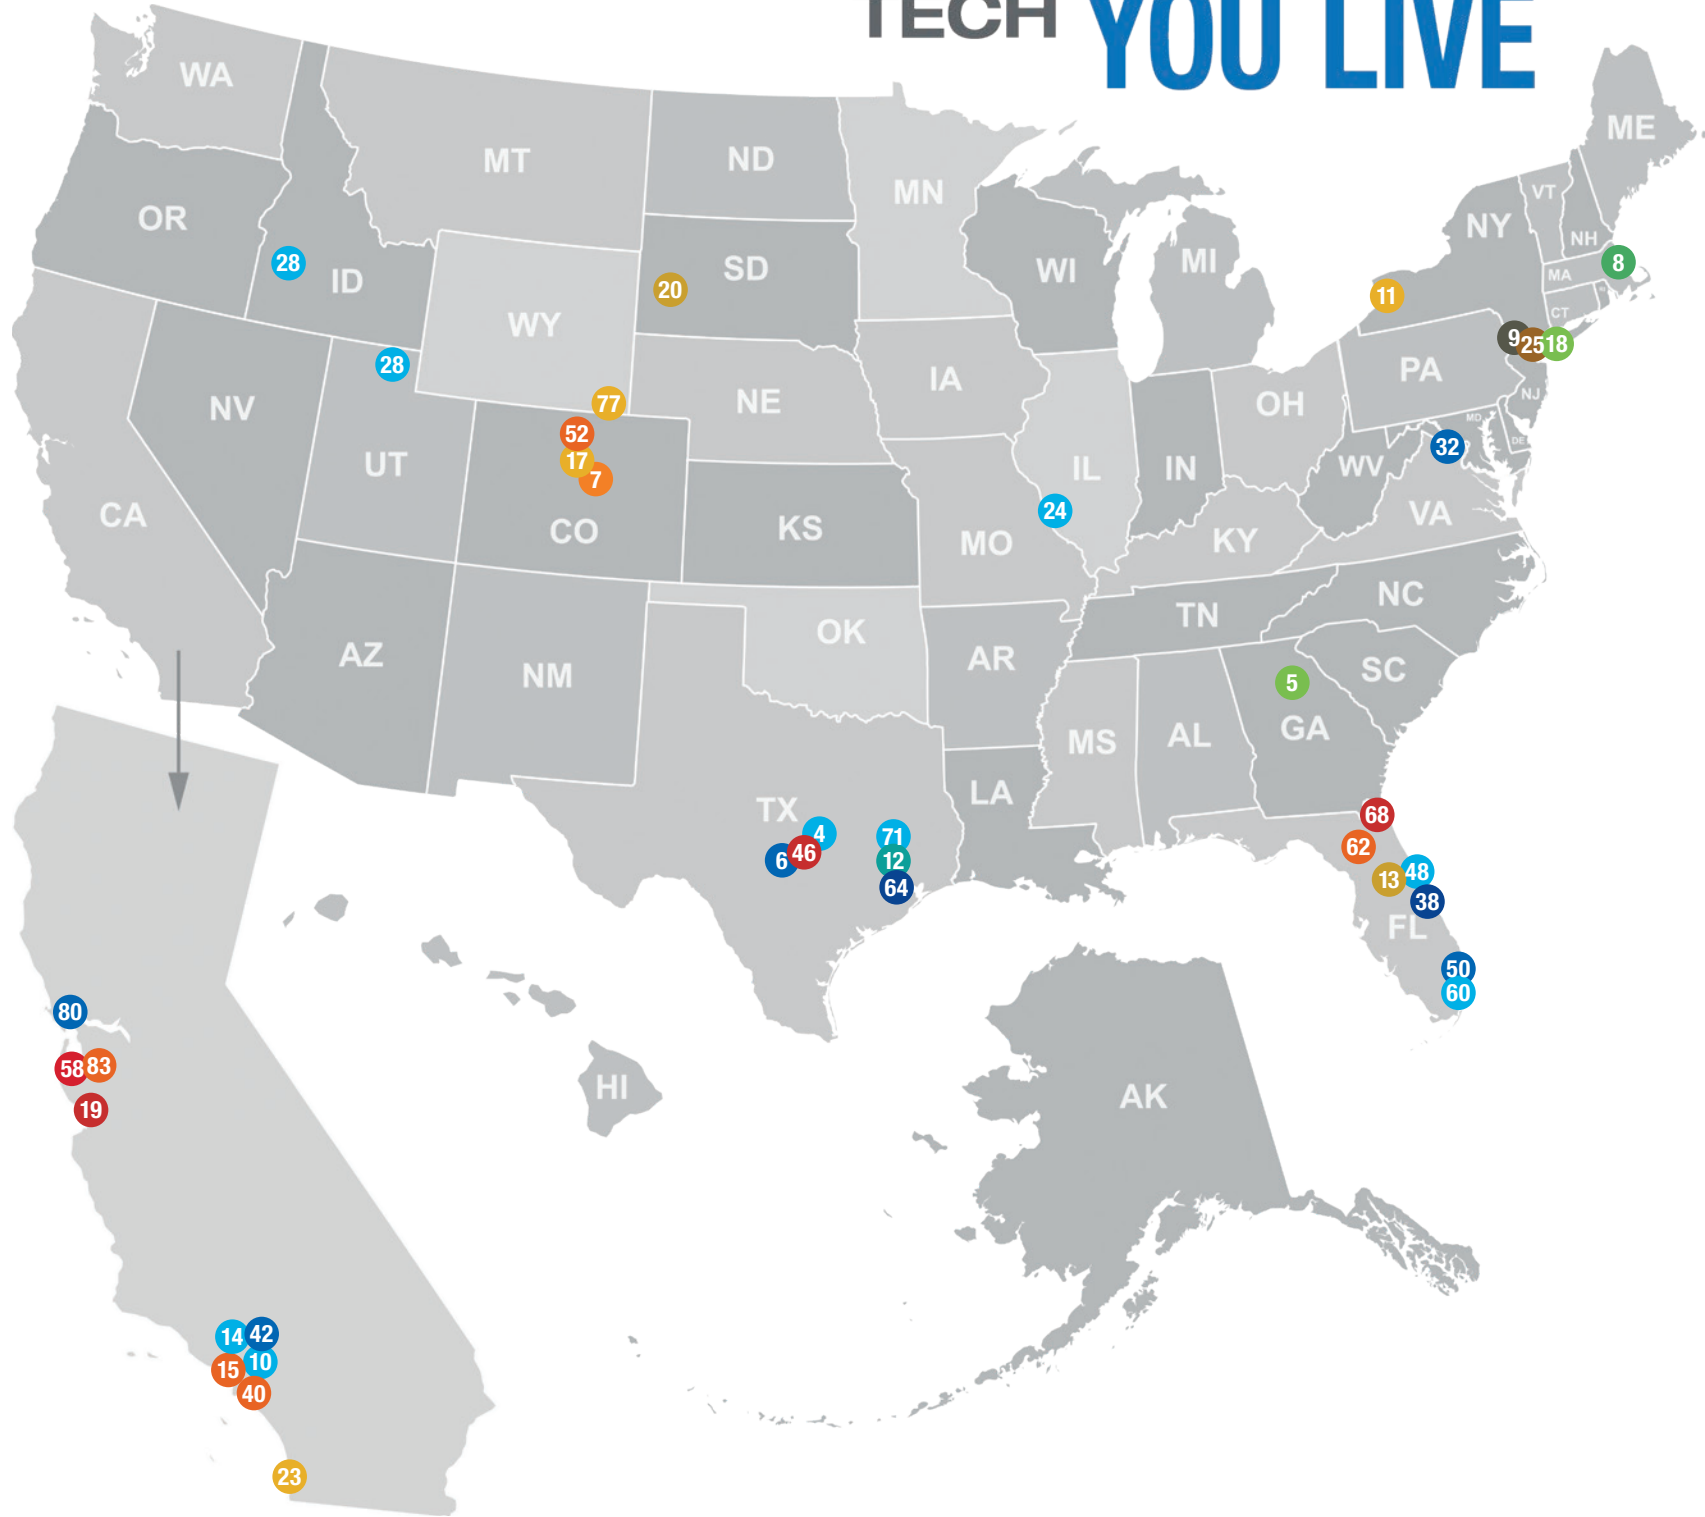 TECH YOU LIVE
WA
MT
ND
MN
ME
OR
28
ID
SD
20
WI
MI
NY
VT
NH
8
MA
11
CT
WY
28
IA
PA
9
25
18
NV
77
NE
OH
NJ
MD
DE
52
17
7
UT
IL
IN
WV
32
CA
CO
KS
24
MO
KY
VA
AZ
NM
OK
AR
TN
NC
SC
5
GA
MS
AL
LA
TX
4
46
6
71
12
64
68
62
13
48
38
FL
50
60
80
58
83
19
HI
AK
14
42
15
10
40
23